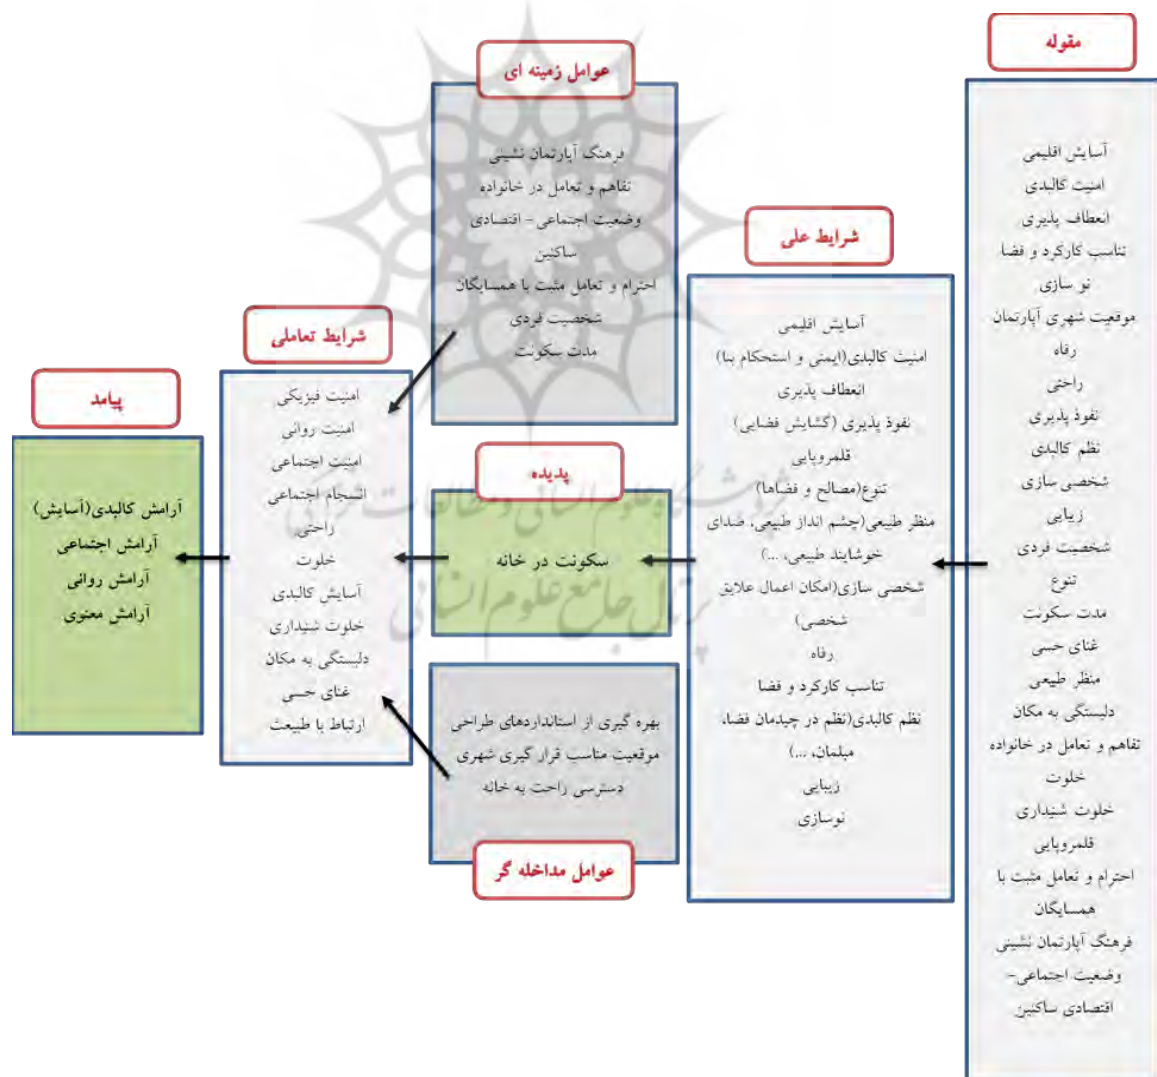 مقوله
آسایش اقلیمی
امنیت کالبدی
انعطاف پذیری
تناسب کارکرد و فضا
نو سازی
موقعیت شهری آپارتمان
رفاه
راحتی
نفوذ پذیری
نظم کالبدی
شخصی سازی
زیبایی
شخصیت فردی
تنوع
مدت سکونت
غنای حسی
منظر طبیعی
دلبستگی به مکان
تفاهم و تعامل در خانواده
خلوت
خلوت شنیداری
قلمروپایی
احترام و تعامل مثبت با
همسایگان
فرهنگ آپارتمان نشینی
وضعیت اجتماعی-
اقتصادی ساکنین
شرایط علی
آسایش اقلیمی
امنیت کالبدی(ایمنی و استحکام بنا)
انعطاف پذیری
نفوذ پذیری (گشایش فضایی)
قلمروپایی
تنوع(مصالح و فضاها)
منظر طبیعی(چشم انداز طبیعی، صدای
خوشایند طبیعی، ...)
شخصی سازی(امکان اعمال علایق
شخصی)
رفاه
تناسب کارکرد و فضا
نظم کالبدی(نظم در چیدمان فضا،
مبلمان، ...)
زیبایی
نوسازی
عوامل زمینه ای
فرهنگ آپارتمان نشینی
تفاهم و تعامل در خانواده
وضعیت اجتماعی- اقتصادی
ساکنین
احترام و تعامل مثبت با همسایگان
شخصیت فردی
مدت سکونت
پدیده
سکونت در خانه
بهره گیری از استانداردهای طراحی
موقعیت مناسب قرار گیری شهری
دسترسی راحت به خانه
عوامل مداخله گر
شرایط تعاملی
امنیت فیزیکی
امنیت روانی
امنیت اجتماعی
انسجام اجتماعی
راحتی
خلوت
آسایش کالبدی
خلوت شنیداری
دلبستگی به مکان
غنای حسی
ارتباط با طبیعت
پیامد
آرامش کالبدی(آسایش)
آرامش اجتماعی
آرامش روانی
آرامش معنوی
پژوهشگاه علوم انسانی و مطالعات فرهنگی
پرتال جامع علوم انسانی